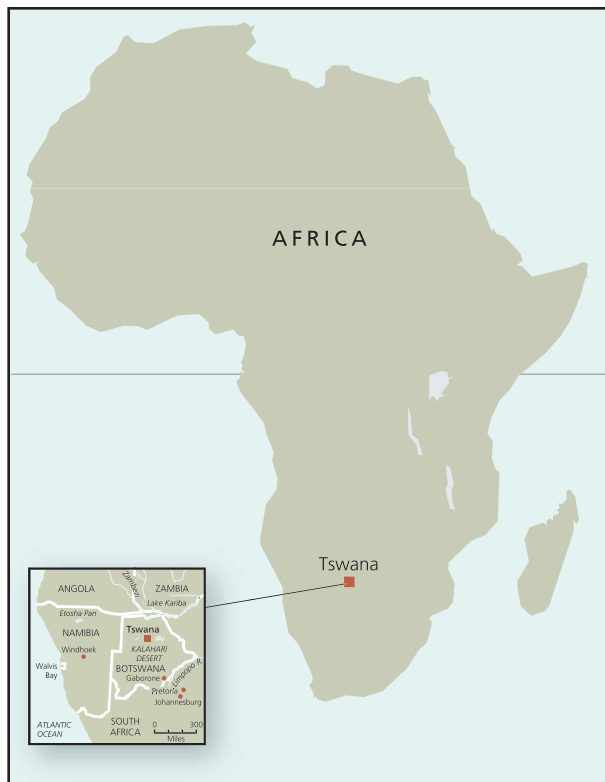 AFRICA
Tswana
ANGOLA
Zambezi
ZAMBIA
Lake Kariba
Etosha Pan
Tswana
NAMIBIA
KALAHARI
DESERT
Windhoek
BOTSWANA
Walvis
Bay
Gaborone
Limpopo R.
Pretoria
Johannesburg
ATLANTIC
OCEAN
SOUTH
AFRICA
0 300
Miles